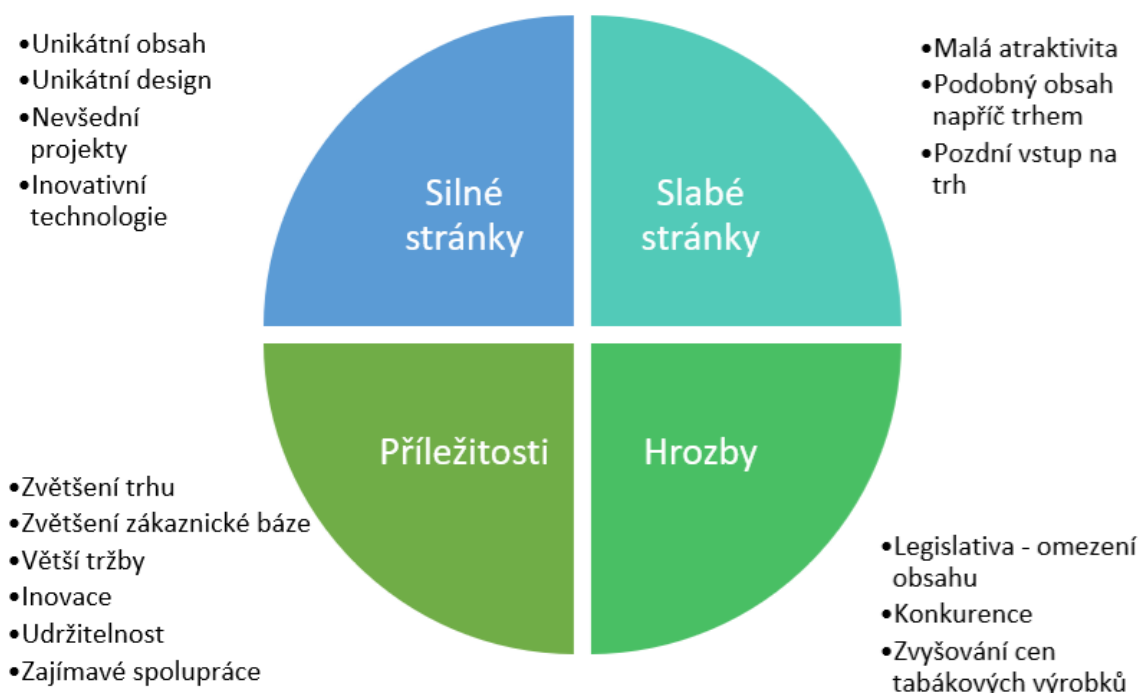 •Unikátní obsah
•Unikátní design
•Nevšední
projekty
•Inovativní
technologie
Silné
stránky
Slabé
stránky
•Malá atraktivita
•Podobný obsah
napříč trhem
•Pozdní vstup na
trh
Příležitosti
Hrozby
•Zvětšení trhu
•Zvětšení zákaznické báze
•Větší tržby
•Inovace
•Udržitelnost
•Zajímavé spolupráce
•Legislativa - omezení
obsahu
•Konkurence
•Zvyšování cen
tabákových výrobků